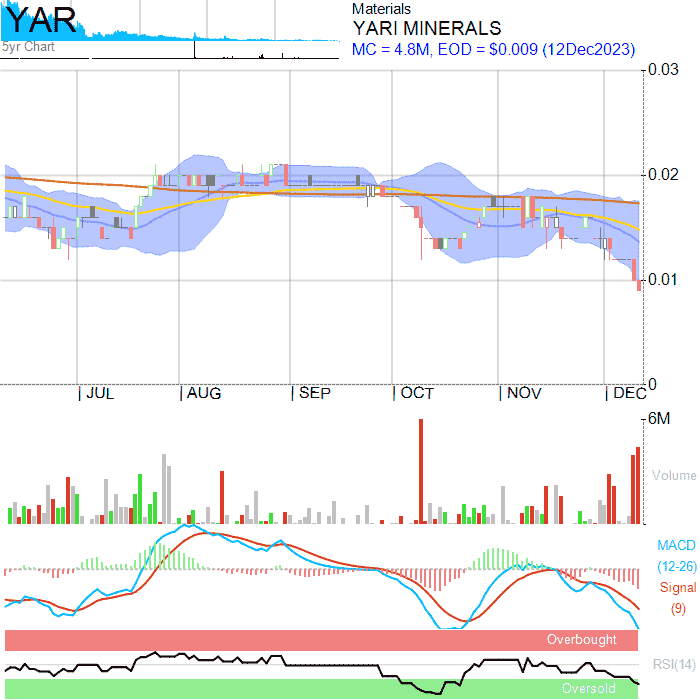 YAR
5yr Chart
Materials
YARI MINERALS
MC = 4.8M, EOD = $0.009 (12Dec2023)
0.03
0.02
0.01
0
JUL
AUG
SEP
OCT
NOV
DEC
6M
Volume
MACD
(12-26)
Signal
(9)
Overbought
RSI(14)
Oversold